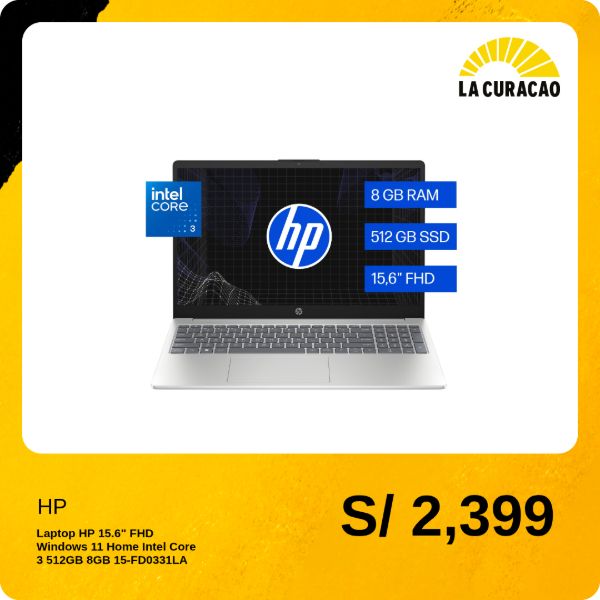 LA CURACAO
intel
CORE
3
hp
8 GB RAM
512 GB SSD
15,6" FHD
HP
S/ 2,399
Laptop HP 15.6" FHD
Windows 11 Home Intel Core
3 512GB 8GB 15-FD0331LA